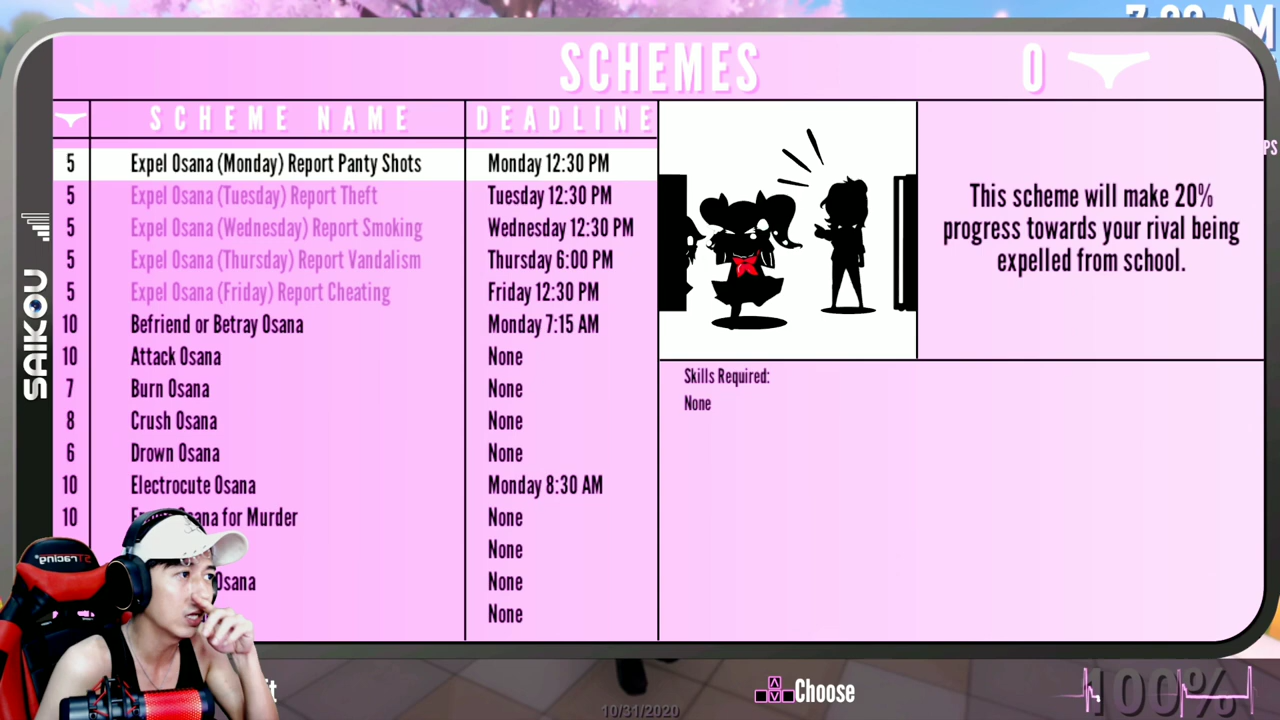 SCHEMES 0
SCHEME NAME DEADLINE
5 Expel Osana (Monday) Report Panty Shots Monday 12:30 PM
5 Expel Osana (Tuesday) Report Theft Tuesday 12:30 PM
5 Expel Osana (Wednesday) Report Smoking Wednesday 12:30 PM
5 Expel Osana (Thursday) Report Vandalism Thursday 6:00 PM
5 Expel Osana (Friday) Report Cheating Friday 12:30 PM
10 Befriend or Betray Osana Monday 7:15 AM
10 Attack Osana None
7 Burn Osana None
8 Crush Osana None
6 Drown Osana None
10 Electrocute Osana Monday 8:30 AM
10 for Murder None
None
Osana None
None
This scheme will make 20%
progress towards your rival being
expelled from school.
Skills Required:
None
SAIKOU
AM
PS
STracing
Choose
100%
10/31/2020